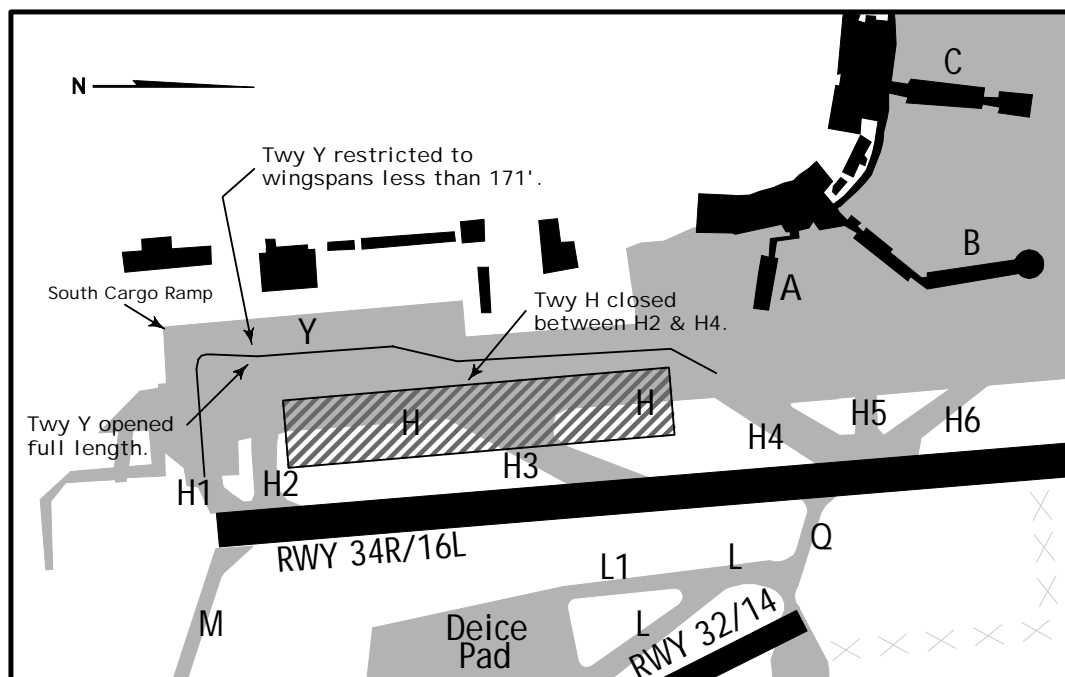 C
N
Twy Y restricted to
wingspans less than 171'.
B
A
South Cargo Ramp
Y
Twy H closed
between H2 & H4.
Twy Y opened
full length.
H
H
H5
H6
H4
H3
H2
H1
RWY 34R/16L
Q
L
L1
M
L
Deice
Pad
RWY 32/14